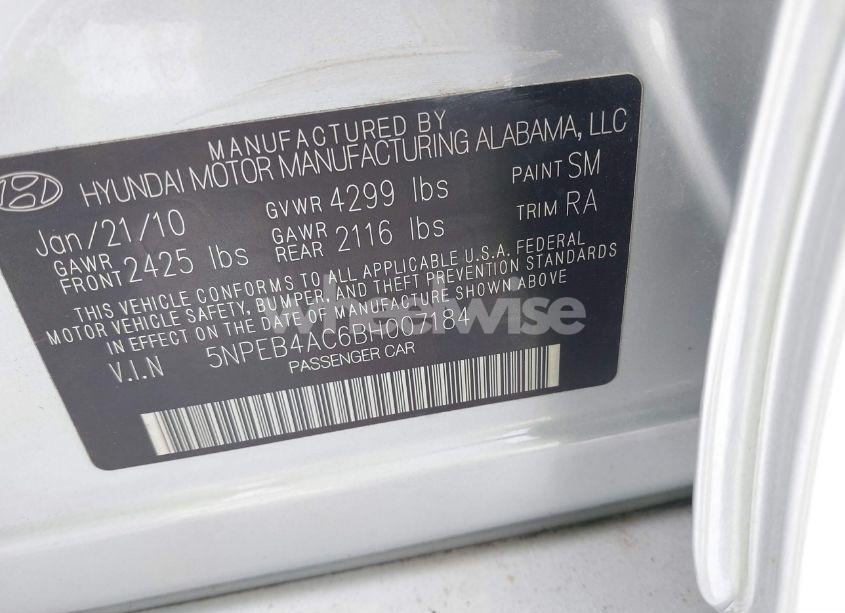 MANUFACTURED BY
HYUNDAI MOTOR MANUFACTURING ALABAMA, LLC
Jan/21/10 GVWR 4299 lbs PAINT SM
GAWR FRONT 2425 lbs GAWR REAR 2116 lbs TRIM RA
THIS VEHICLE CONFORMS TO ALL APPLICABLE U.S.A. FEDERAL
MOTOR VEHICLE SAFETY, BUMPER, AND THEFT PREVENTION STANDARDS
IN EFFECT ON THE DATE OF MANUFACTURE SHOWN ABOVE
V.I.N 5NPEB4AC6BH007184
PASSENGER CAR
wheelwise